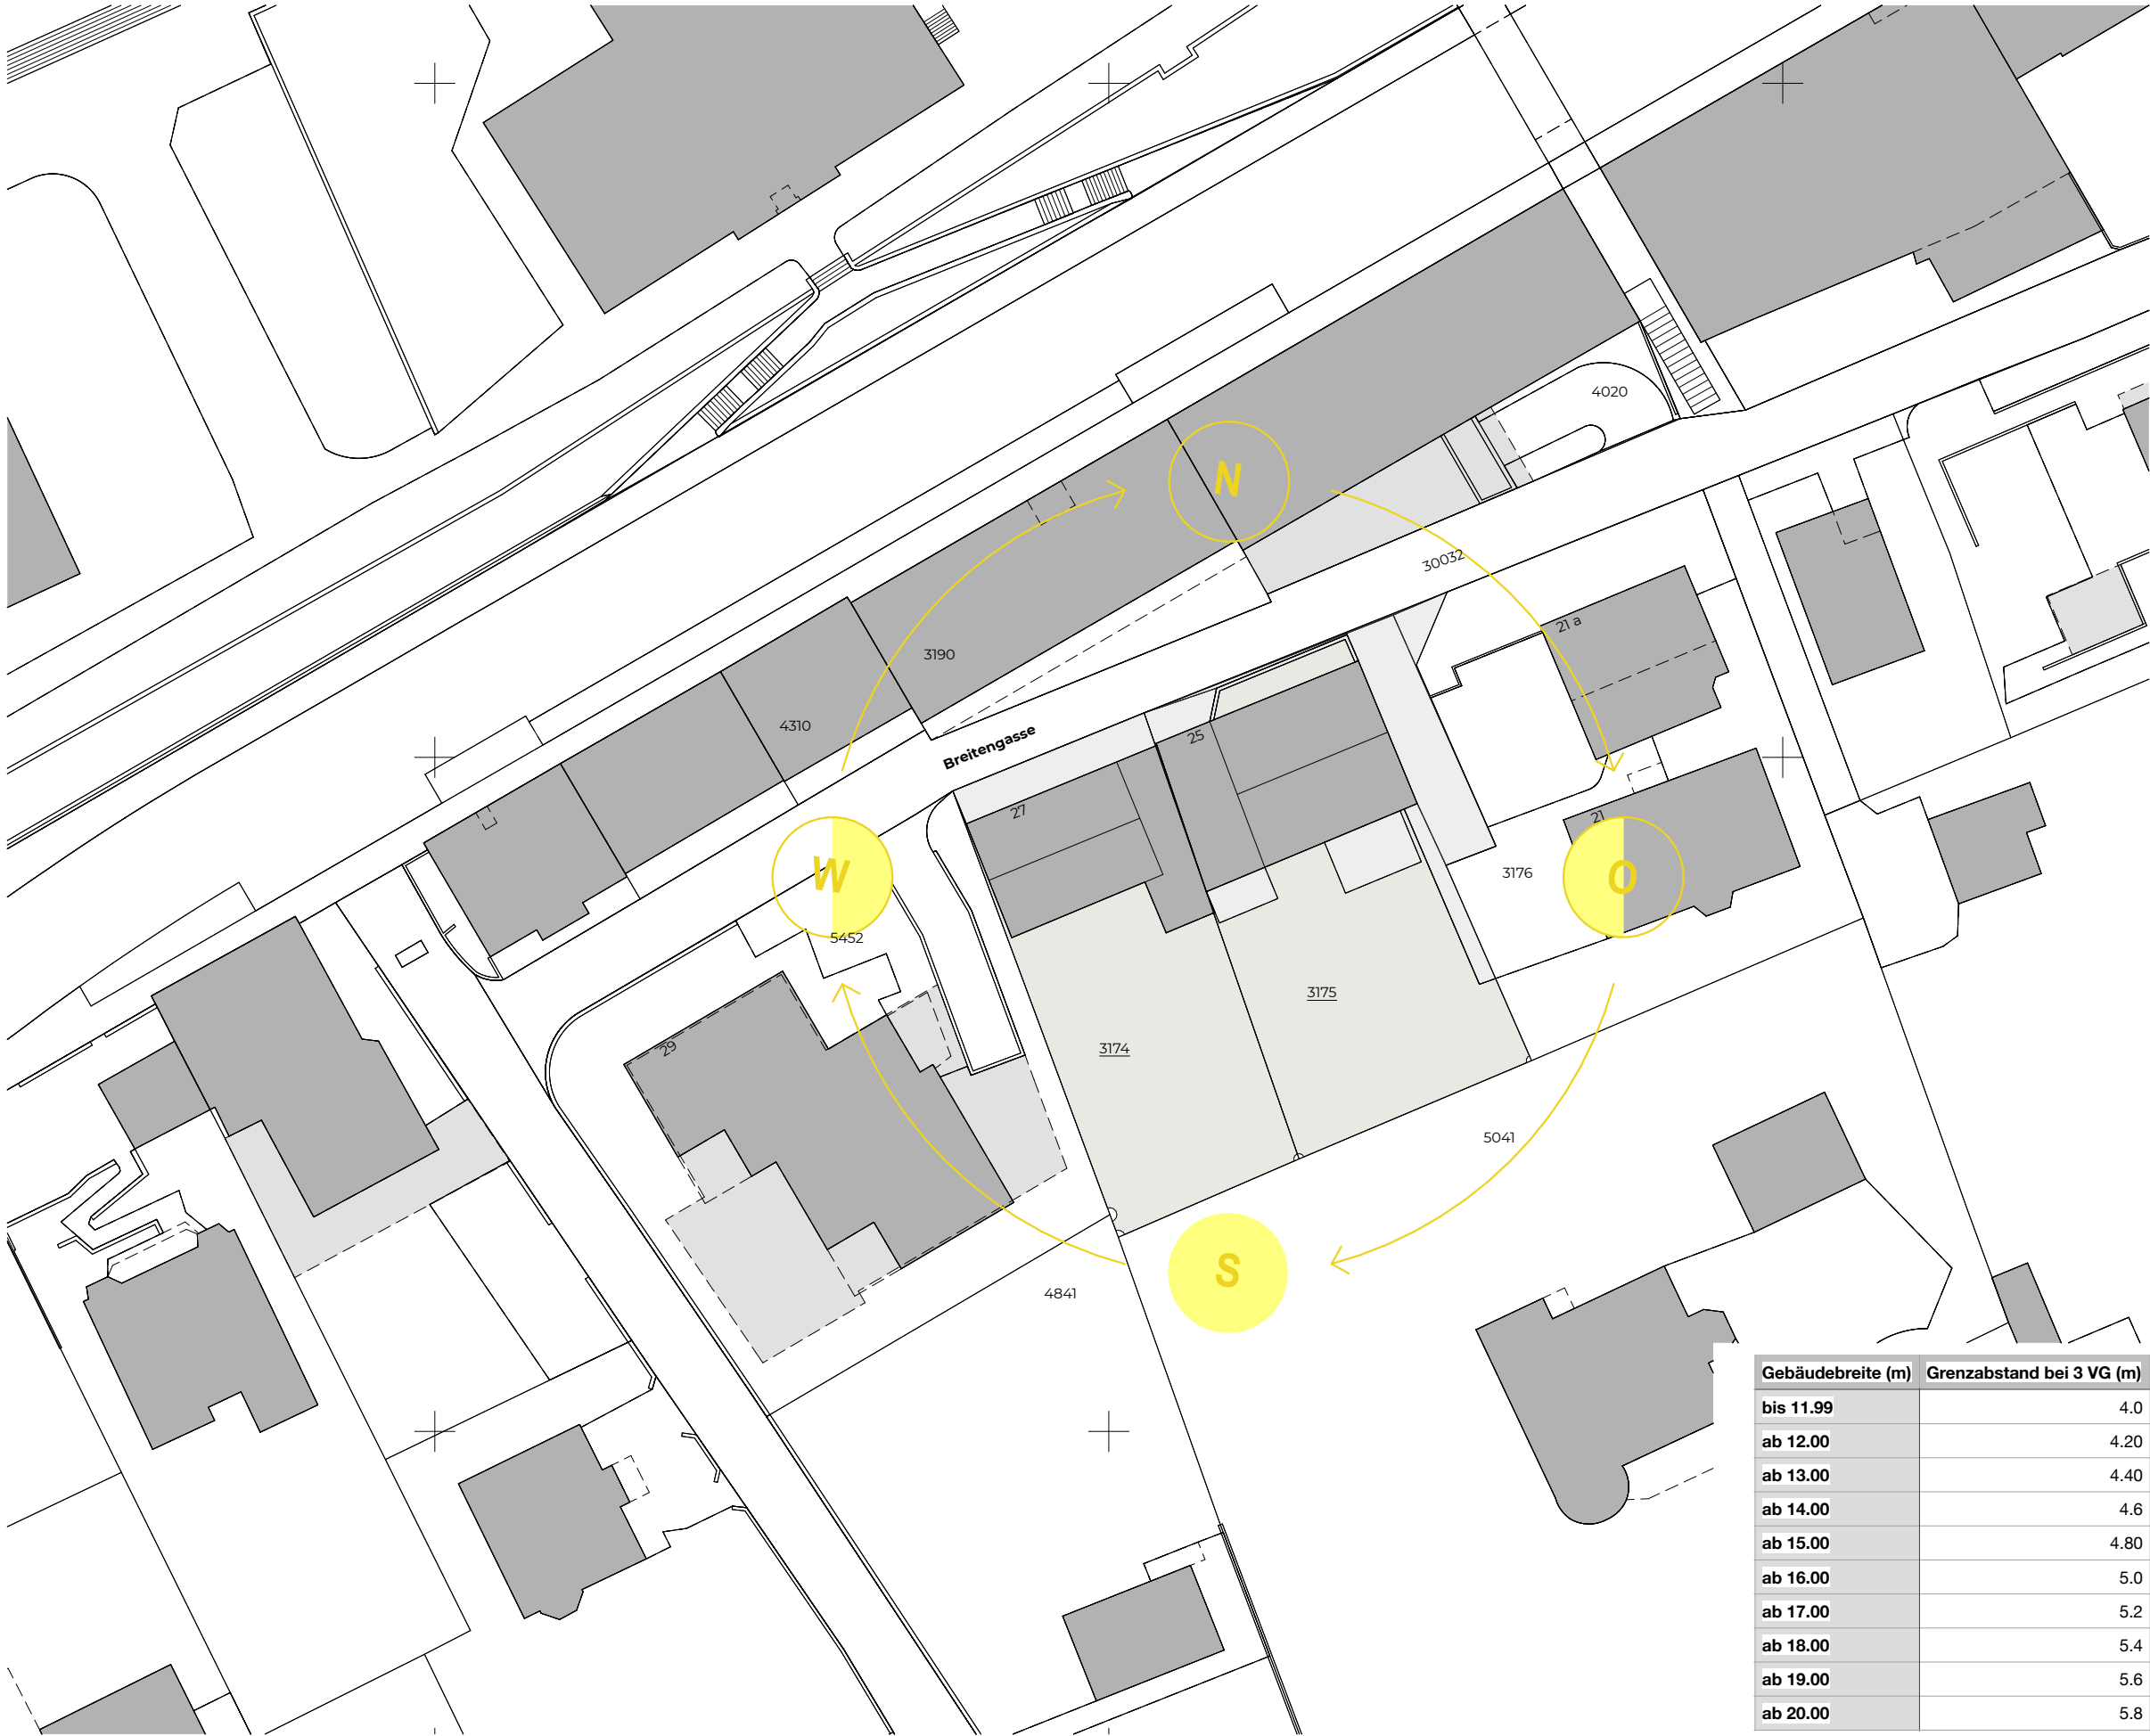 4020
N
30032
21 a
3190
4310
Breitengasse
25
27
21
W
O
3176
5452
3175
29
3174
5041
S
4841
Gebäudebreite (m) Grenzabstand bei 3 VG (m)
bis 11.99 4.0
ab 12.00 4.20
ab 13.00 4.40
ab 14.00 4.6
ab 15.00 4.80
ab 16.00 5.0
ab 17.00 5.2
ab 18.00 5.4
ab 19.00 5.6
ab 20.00 5.8